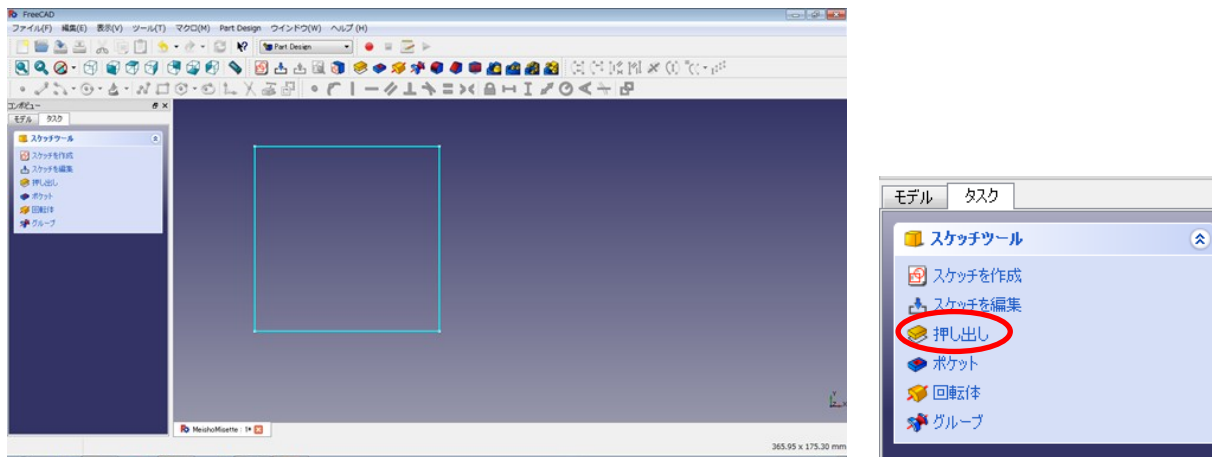 FreeCAD
ファイル(F) 編集(E) 表示(V) ツール(T) マクロ(M) Part Design ウインドウ(W) ヘルプ(H)
Part Design
コンボビュー
モデル タスク
スケッチツール
スケッチを作成
スケッチを編集
押し出し
ポケット
回転体
グループ
MeishoMisette : 1*
365.95 x 175.30 mm
モデル タスク
スケッチツール
スケッチを作成
スケッチを編集
押し出し
ポケット
回転体
グループ